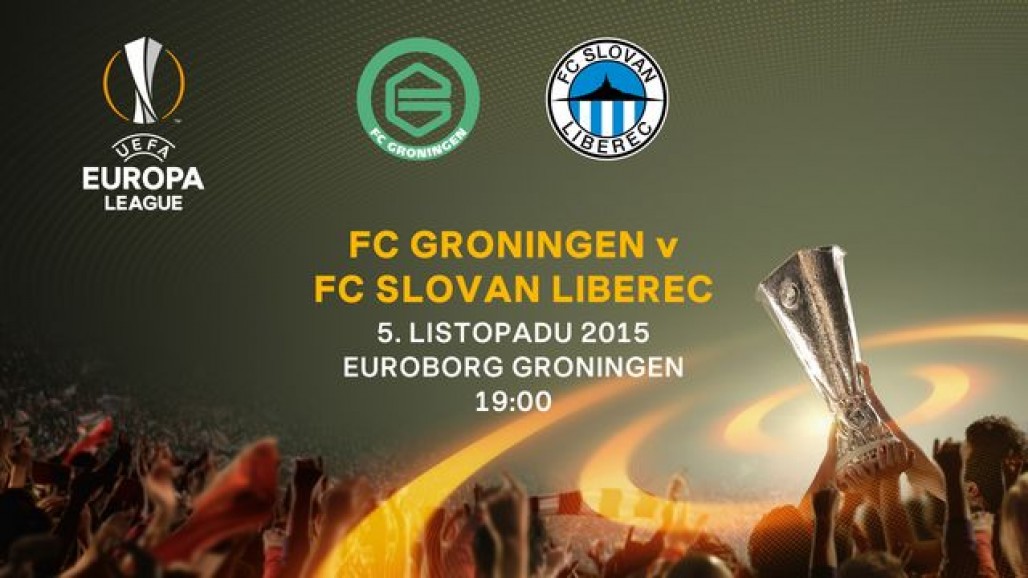 UEFA
EUROPA
LEAGUE
FC GRONINGEN
FC SLOVAN
LIBEREC
FC GRONINGEN v
FC SLOVAN LIBEREC
5. LISTOPADU 2015
EUROBORG GRONINGEN
19:00